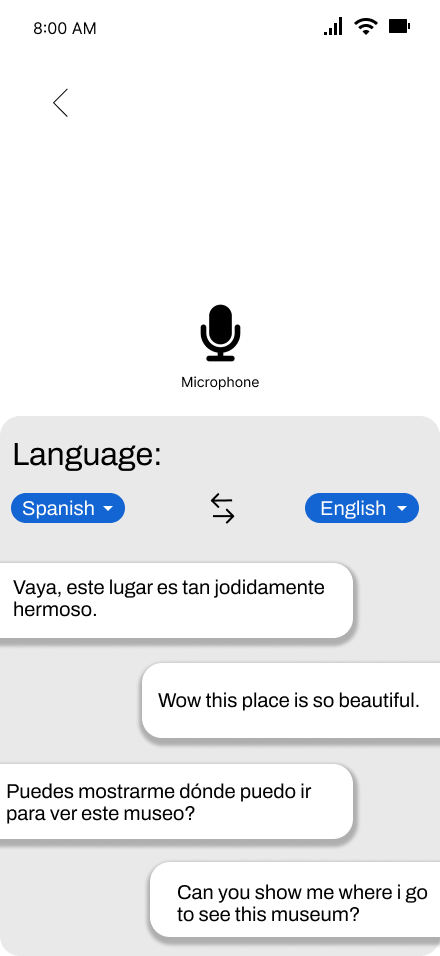 8:00 AM
Microphone
Language:
Spanish
English
Vaya, este lugar es tan jodidamente
hermoso.
Wow this place is so beautiful.
Puedes mostrarme dónde puedo ir
para ver este museo?
Can you show me where i go
to see this museum?